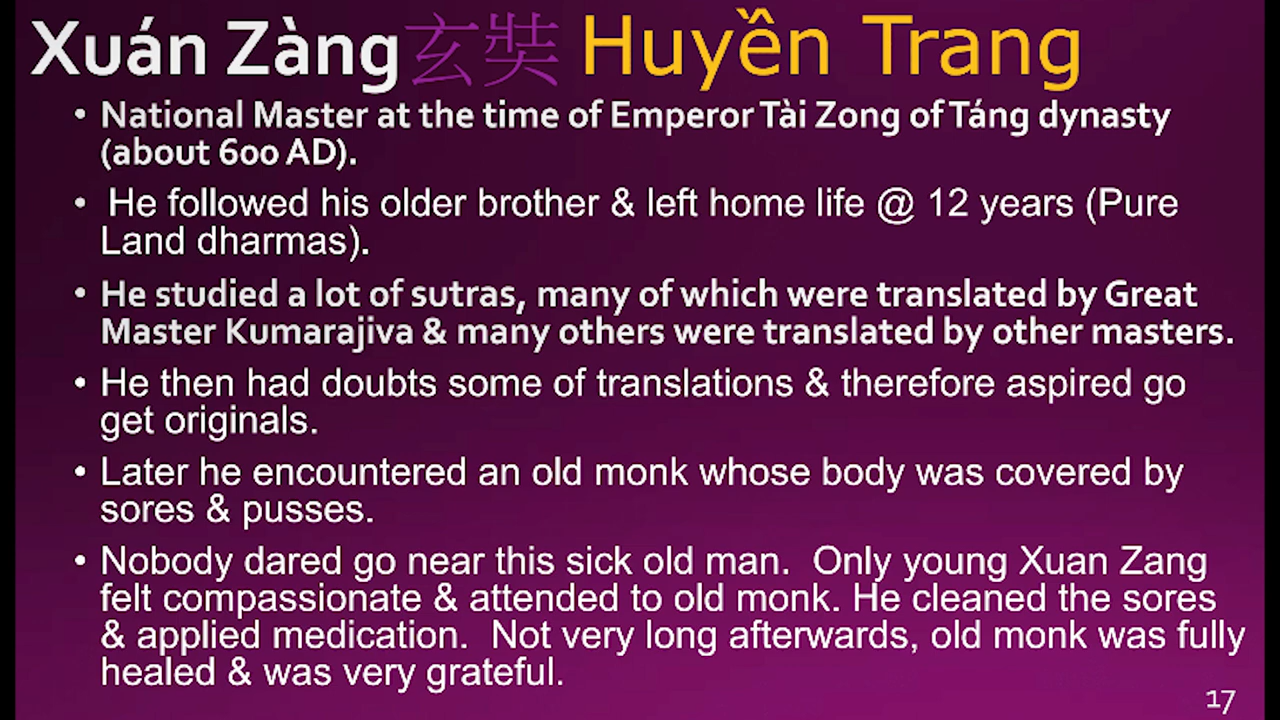 Xuán Zàng玄奘 Huyền Trang
• National Master at the time of Emperor Tài Zong of Táng dynasty
(about 600 AD).
• He followed his older brother & left home life @ 12 years (Pure
Land dharmas).
• He studied a lot of sutras, many of which were translated by Great
Master Kumarajiva & many others were translated by other masters.
• He then had doubts some of translations & therefore aspired go
get originals.
• Later he encountered an old monk whose body was covered by
sores & pusses.
• Nobody dared go near this sick old man. Only young Xuan Zang
felt compassionate & attended to old monk. He cleaned the sores
& applied medication. Not very long afterwards, old monk was fully
healed & was very grateful.
17